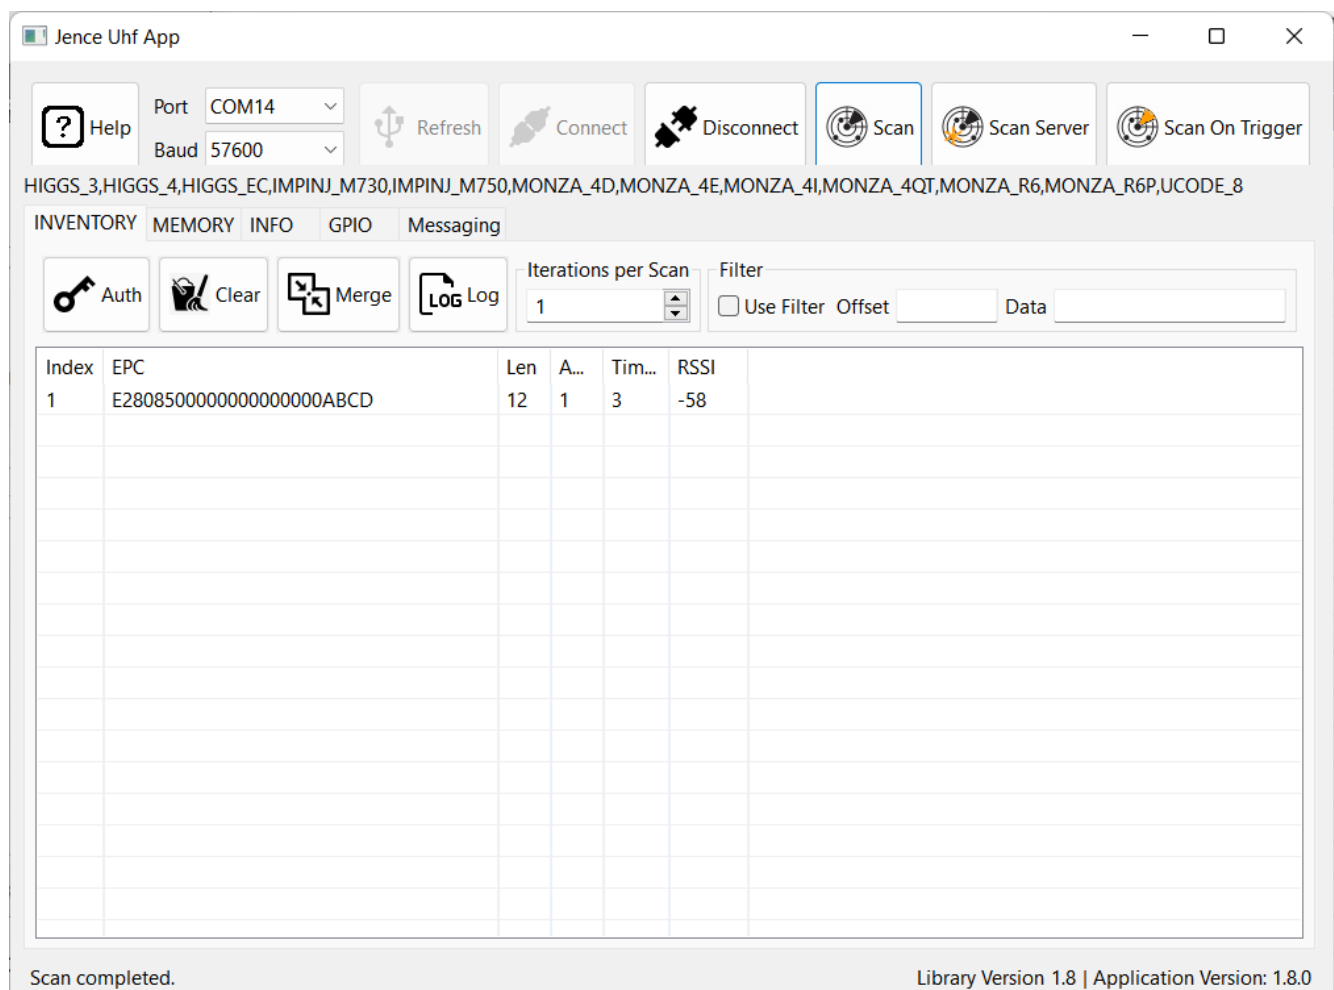 Jence Uhf App
? Help
Port COM14
Baud 57600
Refresh
Connect
Disconnect
Scan
Scan Server
Scan On Trigger
HIGGS_3,HIGGS_4,HIGGS_EC,IMPINJ_M730,IMPINJ_M750,MONZA_4D,MONZA_4E,MONZA_4I,MONZA_4QT,MONZA_R6,MONZA_R6P,UCODE_8
INVENTORY MEMORY INFO GPIO Messaging
Auth
Clear
Merge
LOG Log
Iterations per Scan
1
Filter
Use Filter Offset Data
Index EPC Len A... Tim... RSSI
1 E2808500000000000000ABCD 12 1 3 -58
Scan completed.
Library Version 1.8 | Application Version: 1.8.0